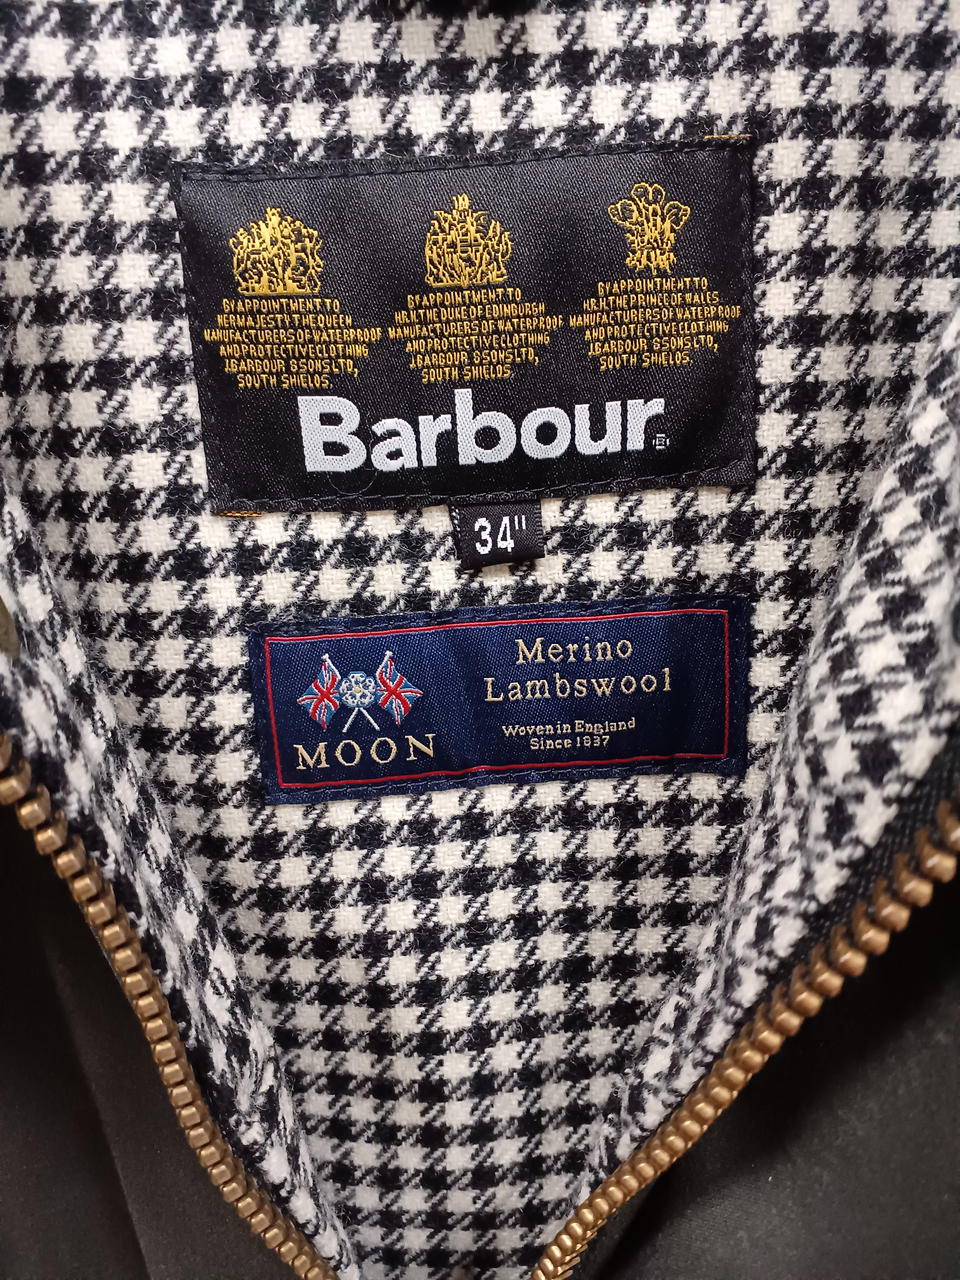 BY APPOINTMENT TO
HER MAJESTY THE QUEEN
MANUFACTURERS OF WATERPROOF
AND PROTECTIVE CLOTHING
J.BARBOUR & SONS LTD,
SOUTH SHIELDS.
BY APPOINTMENT TO
H.R.H. THE DUKE OF EDINBURGH
MANUFACTURERS OF WATERPROOF
AND PROTECTIVE CLOTHING
J.BARBOUR & SONS LTD,
SOUTH SHIELDS.
BY APPOINTMENT TO
H.R.H. THE PRINCE OF WALES
MANUFACTURERS OF WATERPROOF
AND PROTECTIVE CLOTHING
J.BARBOUR & SONS LTD,
SOUTH SHIELDS.
Barbour
34"
MOON
Merino
Lambswool
Woven in England
Since 1837